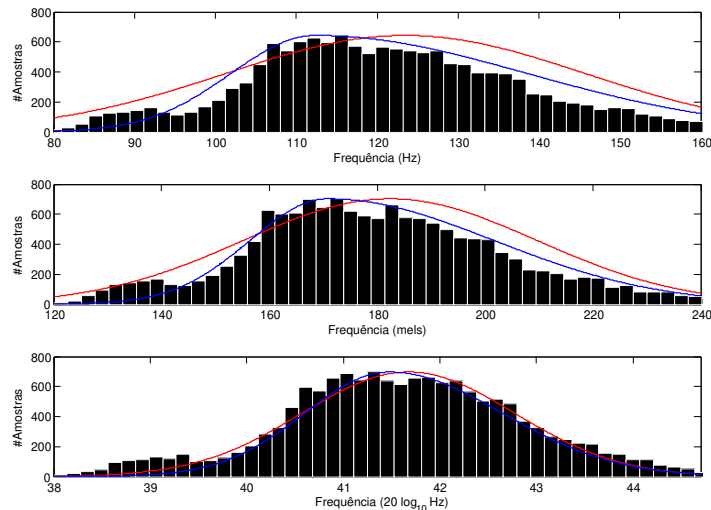 800
600
400
200
0
#Amostras
80 90 100 110 120 130 140 150 160
Frequência (Hz)
800
600
400
200
0
#Amostras
120 140 160 180 200 220 240
Frequência (mels)
800
600
400
200
0
#Amostras
38 39 40 41 42 43 44
Frequência (20 log10 Hz)